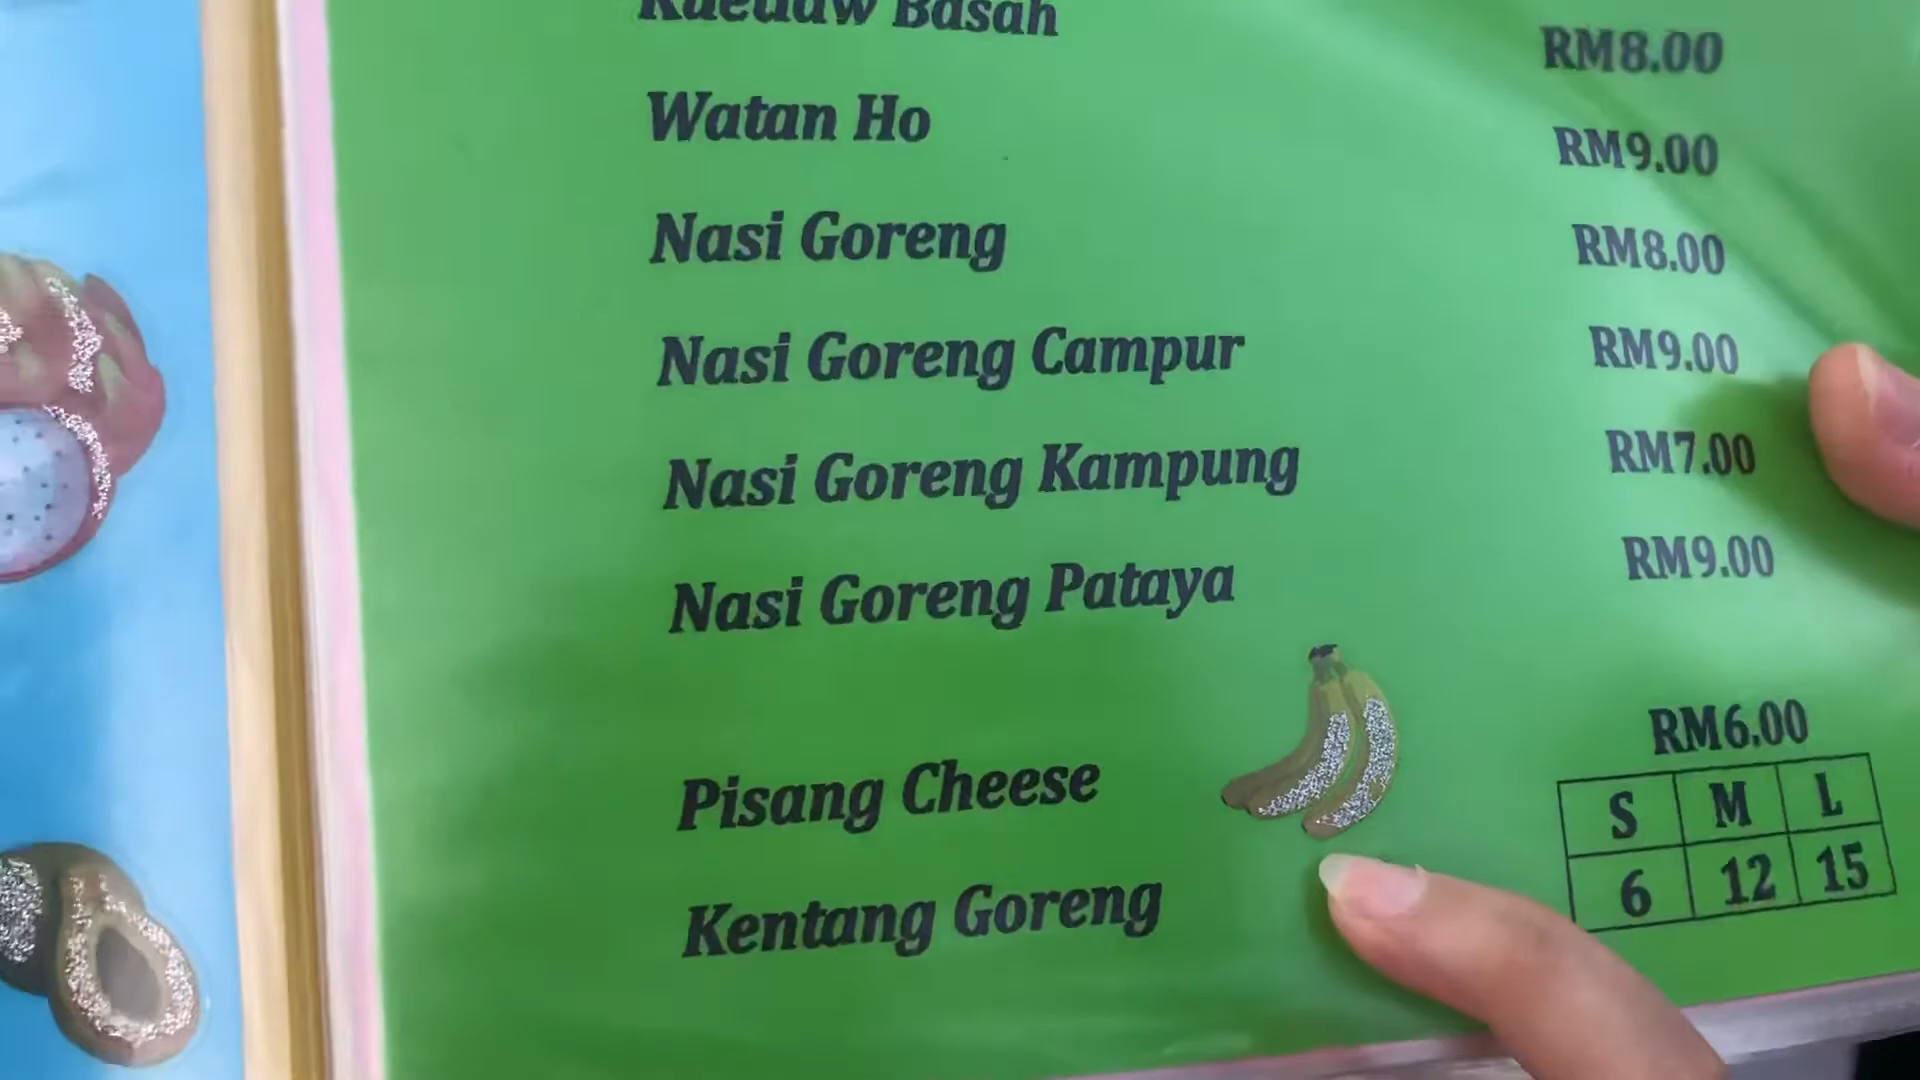 Basah RM8.00
Watan Ho RM9.00
Nasi Goreng RM8.00
Nasi Goreng Campur RM9.00
Nasi Goreng Kampung RM7.00
Nasi Goreng Pataya RM9.00
Pisang Cheese RM6.00
S M L
Kentang Goreng 6 12 15